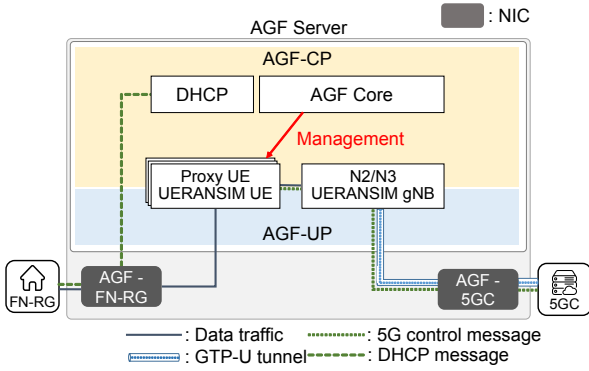 : NIC
AGF Server
AGF-CP
DHCP
AGF Core
Management
Proxy UE
UERANSIM UE
N2/N3
UERANSIM gNB
AGF-UP
FN-RG
AGF -
FN-RG
AGF -
5GC
5GC
: Data traffic
: 5G control message
: GTP-U tunnel
: DHCP message